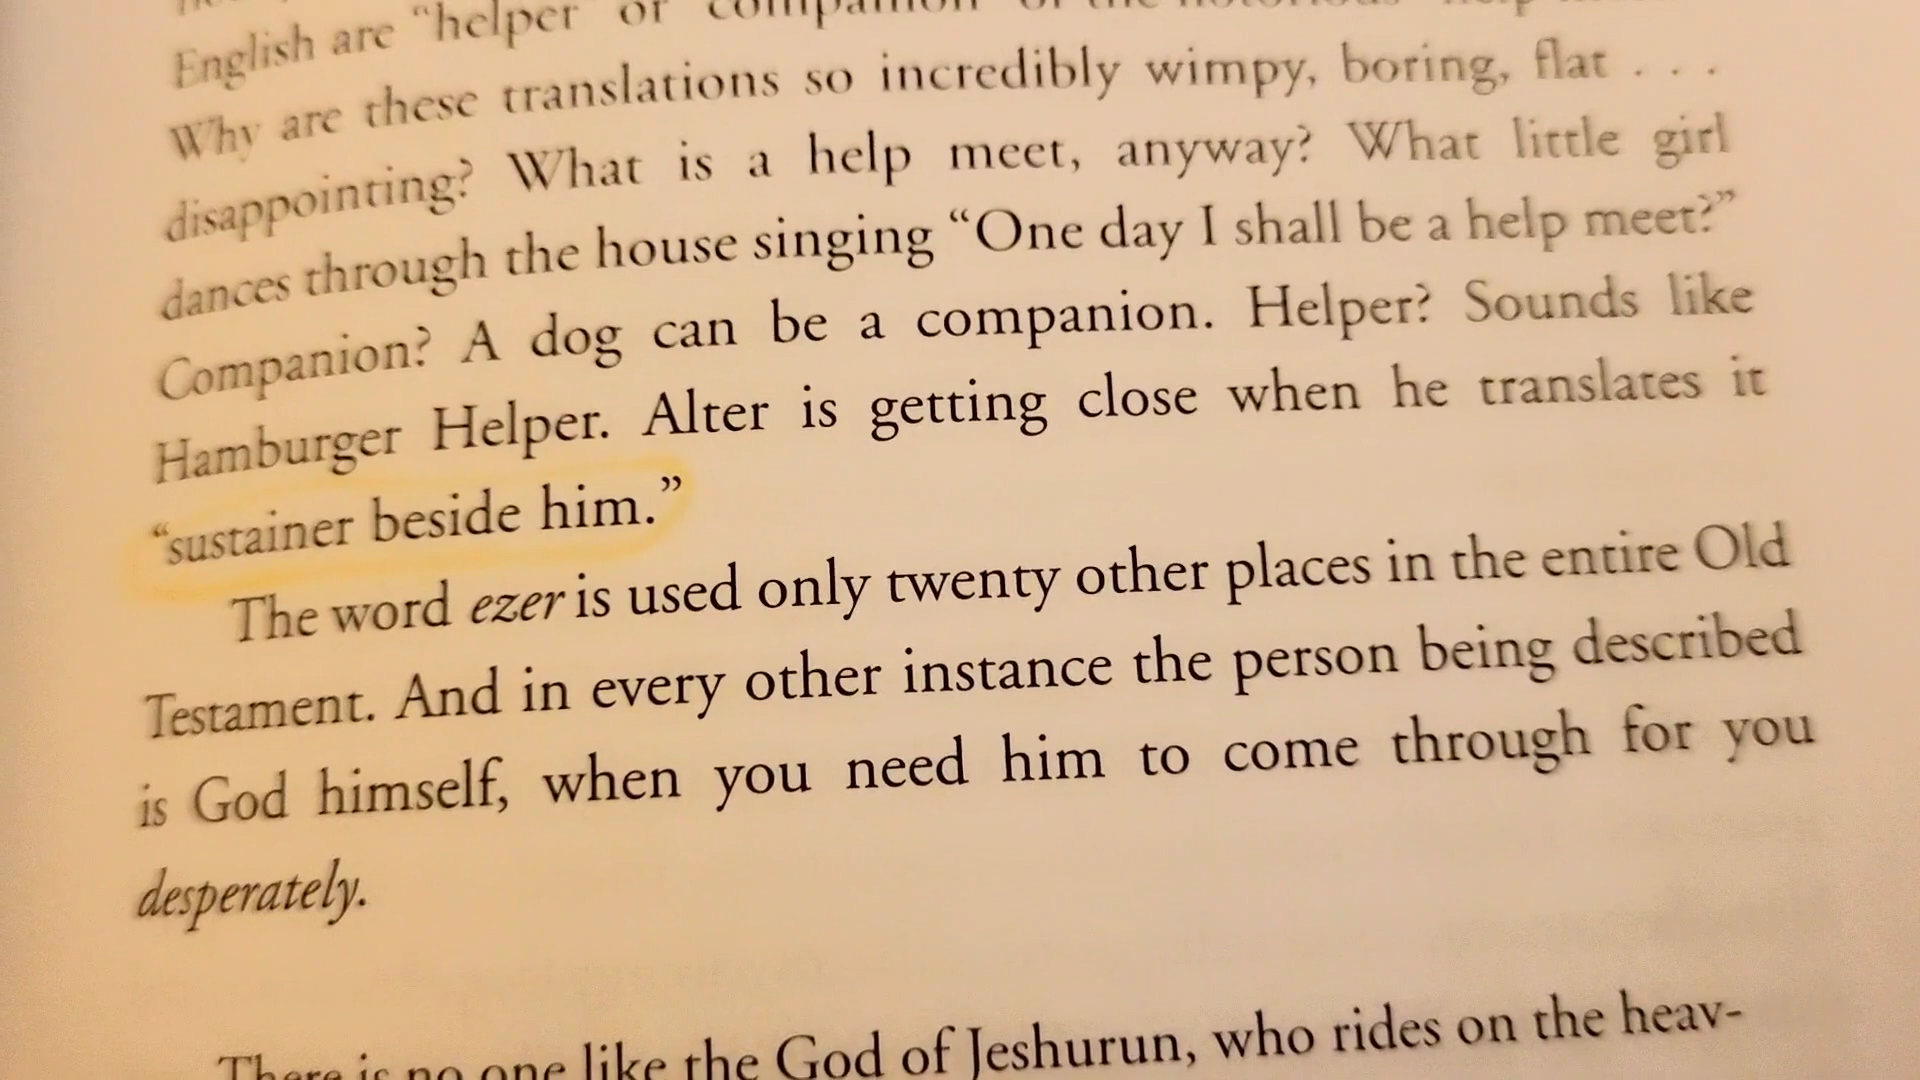 English are “helper” or “companion” or the notorious “help
Why are these translations so incredibly wimpy, boring, flat . . .
disappointing? What is a help meet, anyway? What little girl
dances through the house singing “One day I shall be a help meet?”
Companion? A dog can be a companion. Helper? Sounds like
Hamburger Helper. Alter is getting close when he translates it
“sustainer beside him.”
The word ezer is used only twenty other places in the entire Old
Testament. And in every other instance the person being described
is God himself, when you need him to come through for you
desperately.
There is no one like the God of Jeshurun, who rides on the heav-